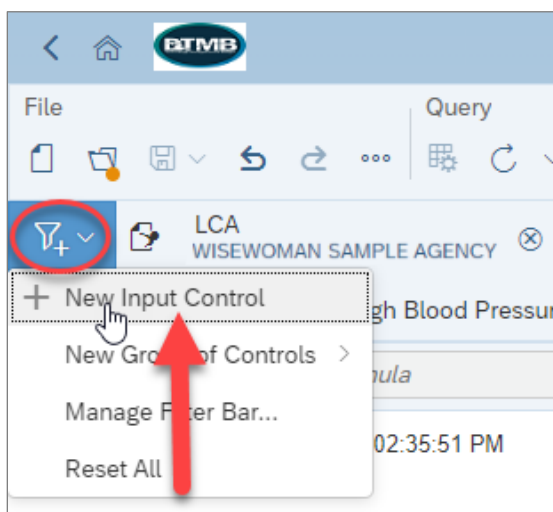 BTMB
File
Query
LCA
WISEWOMAN SAMPLE AGENCY
New Input Control
gh Blood Pressur
New Gro of Controls
nula
Manage F ter Bar...
02:35:51 PM
Reset All